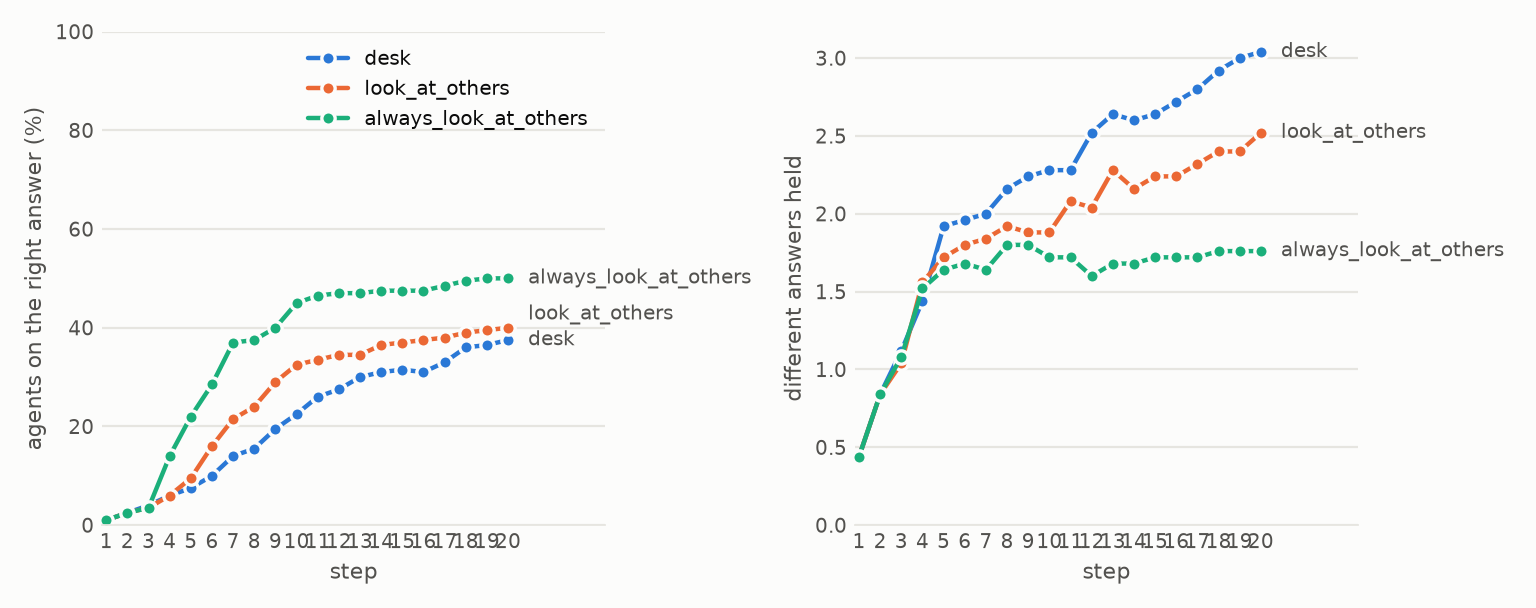 agents on the right answer (%)
100
80
60
40
20
0
desk
look_at_others
always_look_at_others
always_look_at_others
look_at_others
desk
1 2 3 4 5 6 7 8 9 10 11 12 13 14 15 16 17 18 19 20
step
different answers held
3.0
2.5
2.0
1.5
1.0
0.5
0.0
desk
look_at_others
always_look_at_others
1 2 3 4 5 6 7 8 9 10 11 12 13 14 15 16 17 18 19 20
step